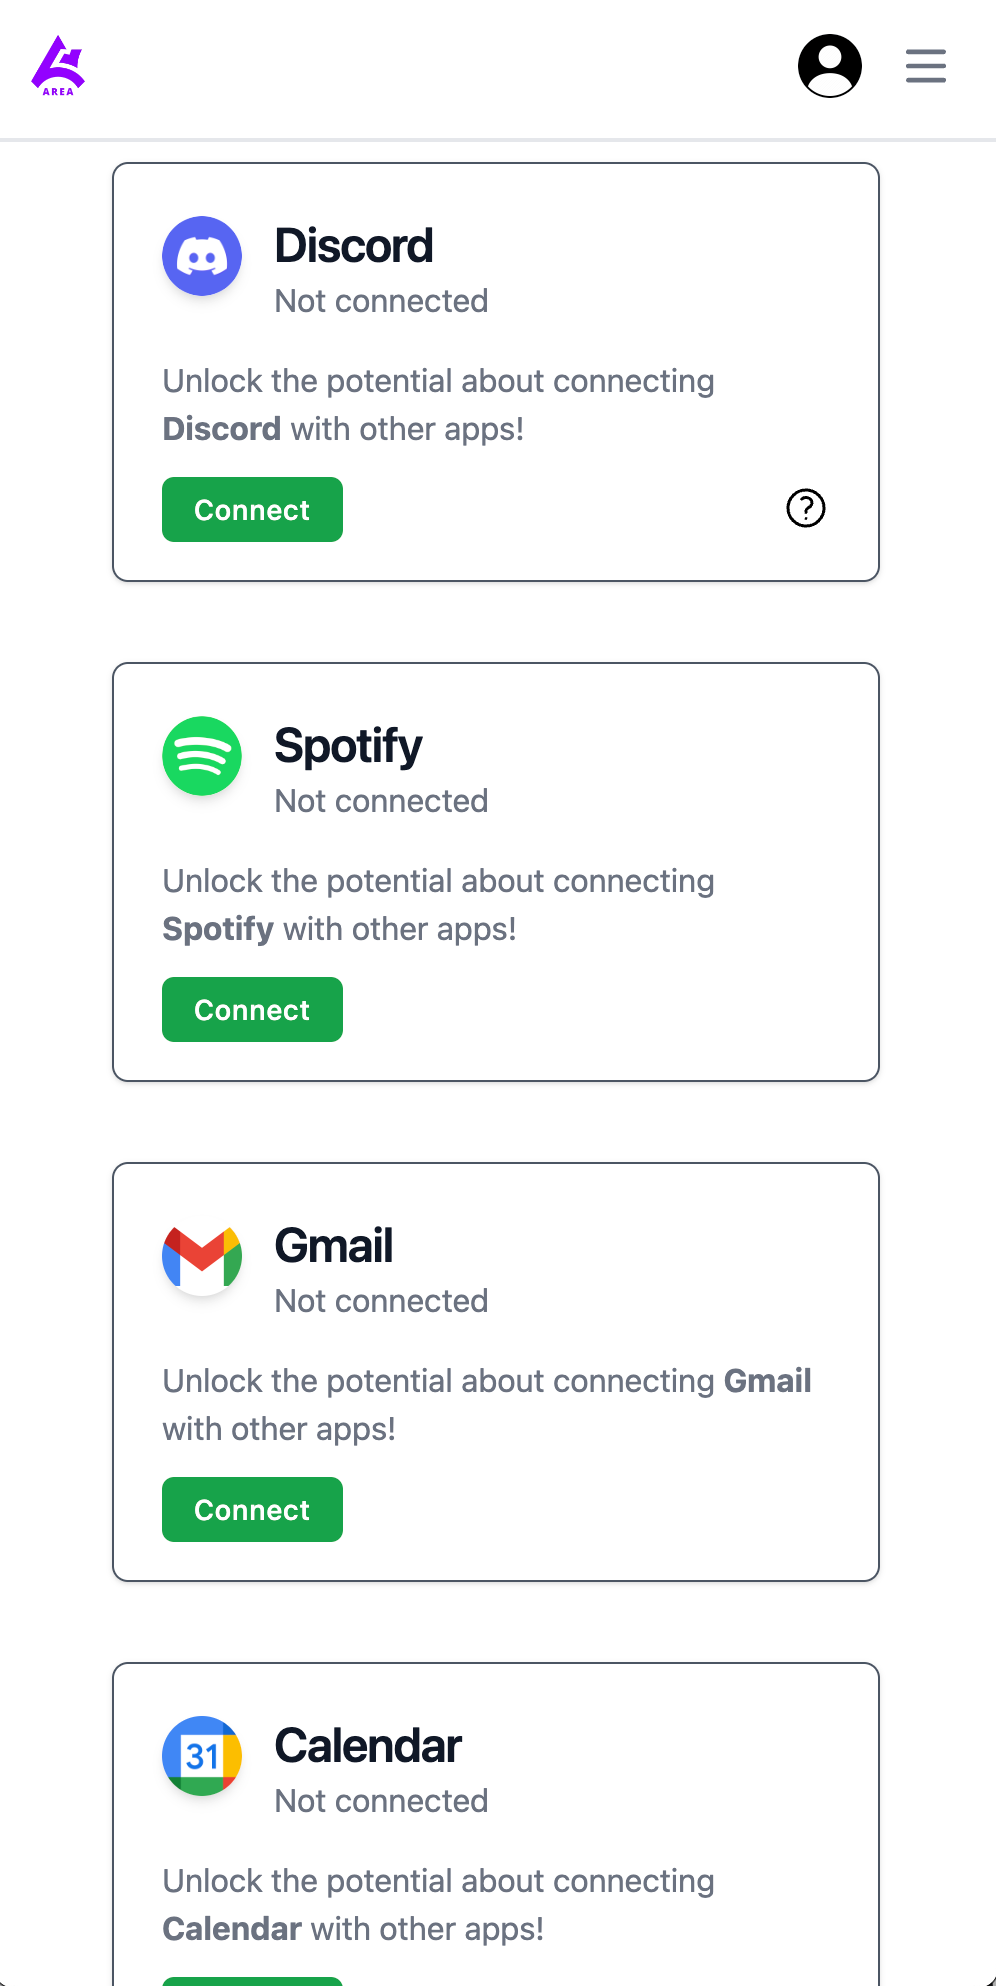 AREA
Discord
Not connected
Unlock the potential about connecting
Discord with other apps!
Connect
?
Spotify
Not connected
Unlock the potential about connecting
Spotify with other apps!
Connect
Gmail
Not connected
Unlock the potential about connecting Gmail
with other apps!
Connect
31
Calendar
Not connected
Unlock the potential about connecting
Calendar with other apps!